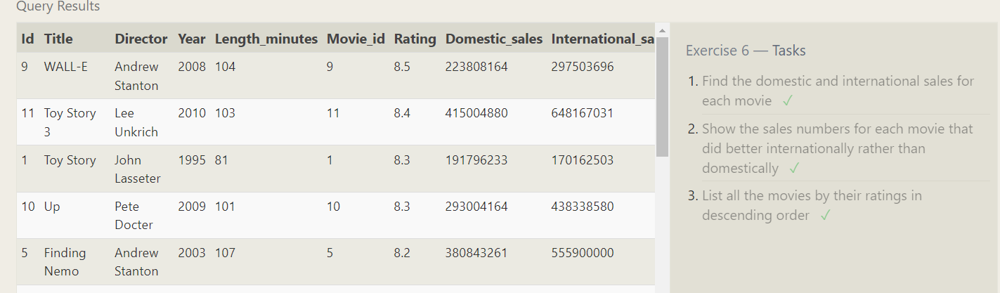 Query Results
Id Title Director Year Length_minutes Movie_id Rating Domestic_sales International_sa
9 WALL-E Andrew Stanton 2008 104 9 8.5 223808164 297503696
11 Toy Story 3 Lee Unkrich 2010 103 11 8.4 415004880 648167031
1 Toy Story John Lasseter 1995 81 1 8.3 191796233 170162503
10 Up Pete Docter 2009 101 10 8.3 293004164 438338580
5 Finding Nemo Andrew Stanton 2003 107 5 8.2 380843261 555900000
Exercise 6 — Tasks
1. Find the domestic and international sales for
each movie ✓
2. Show the sales numbers for each movie that
did better internationally rather than
domestically ✓
3. List all the movies by their ratings in
descending order ✓